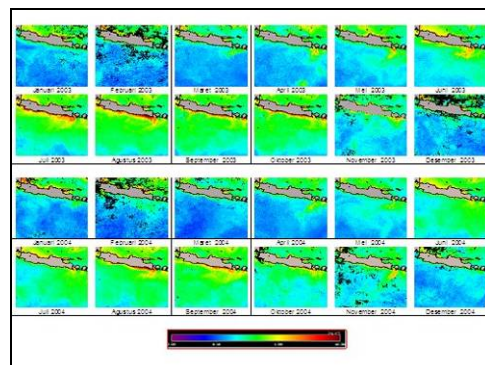 Januari 2003 Februari 2003 Maret 2003 April 2003 Mei 2003 Juni 2003
Juli 2003 Agustus 2003 September 2003 Oktober 2003 November 2003 Desember 2003
Januari 2004 Februari 2004 Maret 2004 April 2004 Mei 2004 Juni 2004
Juli 2004 Agustus 2004 September 2004 Oktober 2004 November 2004 Desember 2004